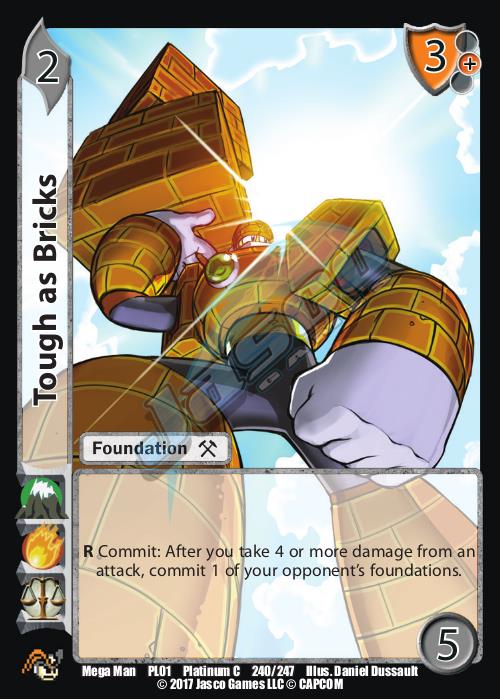 2
3
+
Tough as Bricks
Foundation
R Commit: After you take 4 or more damage from an
attack, commit 1 of your opponent's foundations.
5
Mega Man PL01 Platinum C 240/247 Illus. Daniel Dussault
© 2017 Jasco Games LLC © CAPCOM